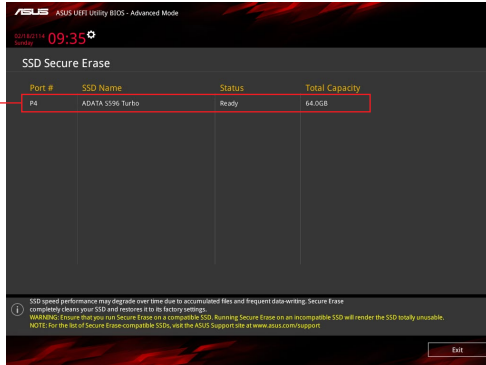 ASUS ASUS UEFI Utility BIOS - Advanced Mode
02/18/2114
Sunday 09:35
SSD Secure Erase
Port # SSD Name Status Total Capacity
P4 ADATA S596 Turho Ready 64.0GB
SSD speed performance may degrade over time due to accumulated files and frequent data-writing. Secure Erase
completely cleans your SSD and restores it to its factory settings.
WARNING: Ensure that you run Secure Erase on a compatible SSD. Running Secure Erase on an incompatible SSD will render the SSD totally unusable.
NOTE: For the list of Secure Erase-compatible SSDs, visit the ASUS Support site at www.asus.com/support
Exit